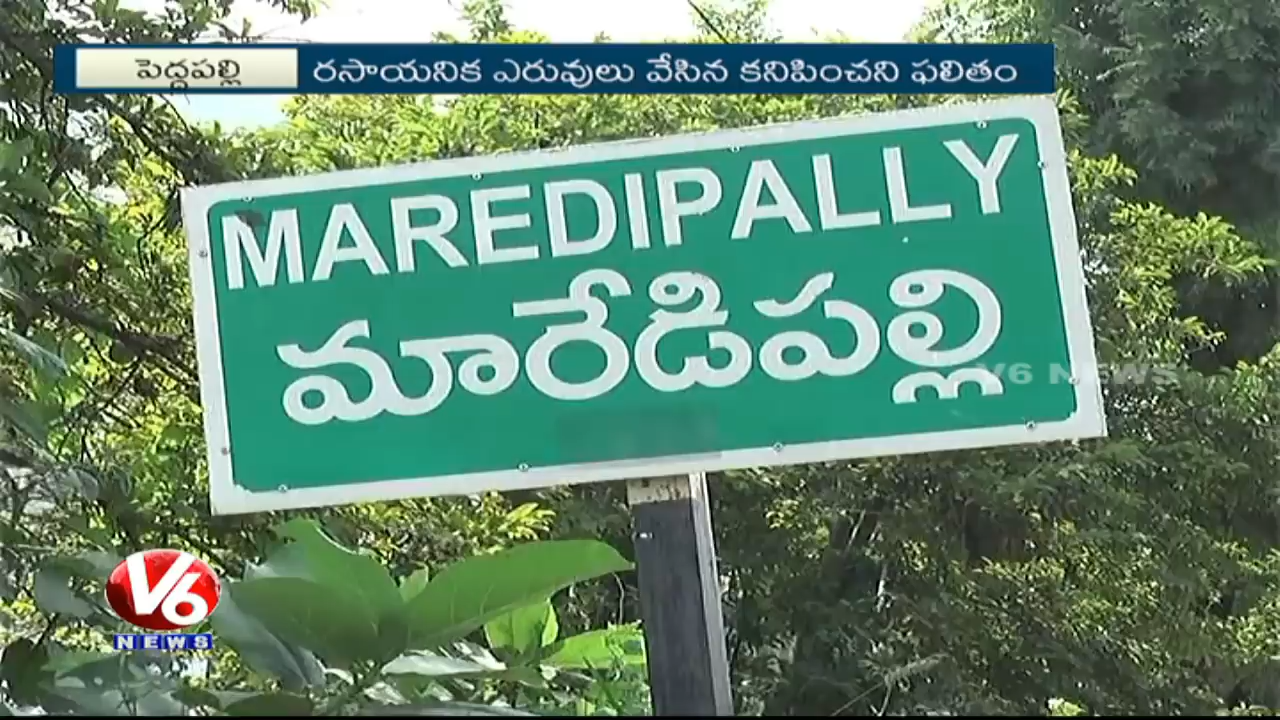 పెద్దపల్లి
రసాయనిక ఎరువులు వేసిన కనిపించని ఫలితం
MAREDIPALLY
మారేడిపల్లి
V6 NEWS
V6
NEWS